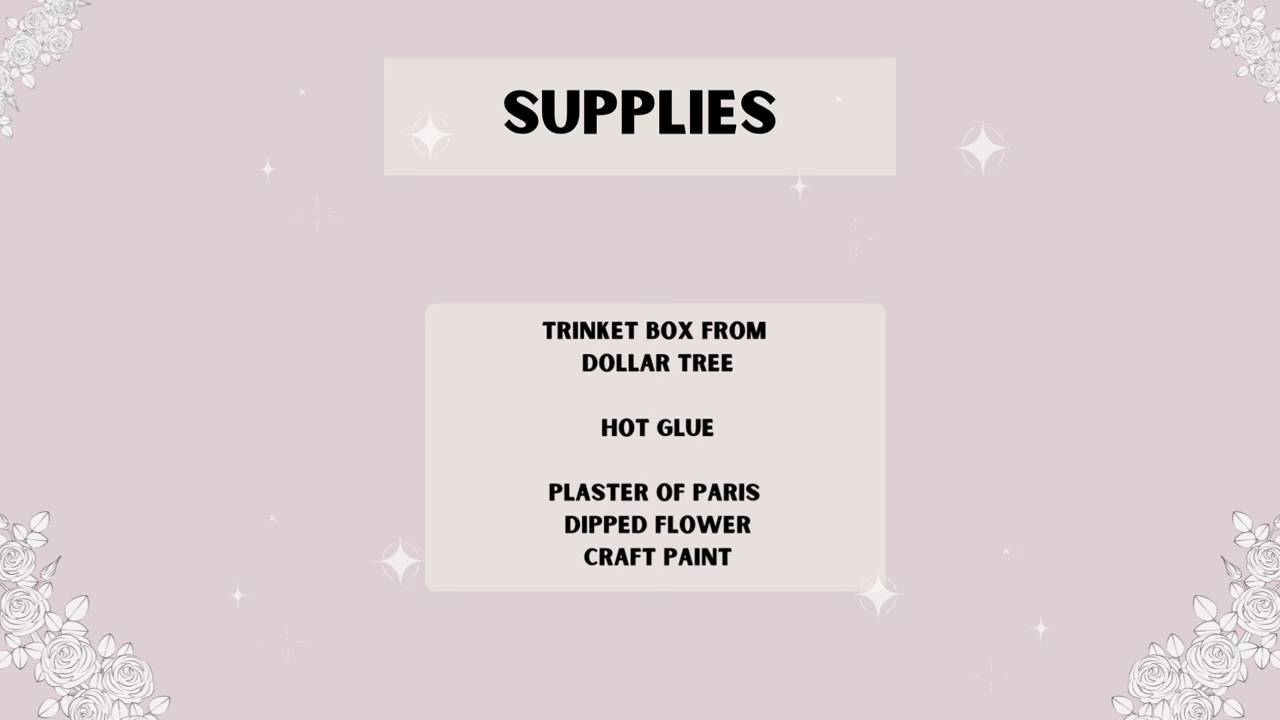 SUPPLIES
TRINKET BOX FROM
DOLLAR TREE
HOT GLUE
PLASTER OF PARIS
DIPPED FLOWER
CRAFT PAINT